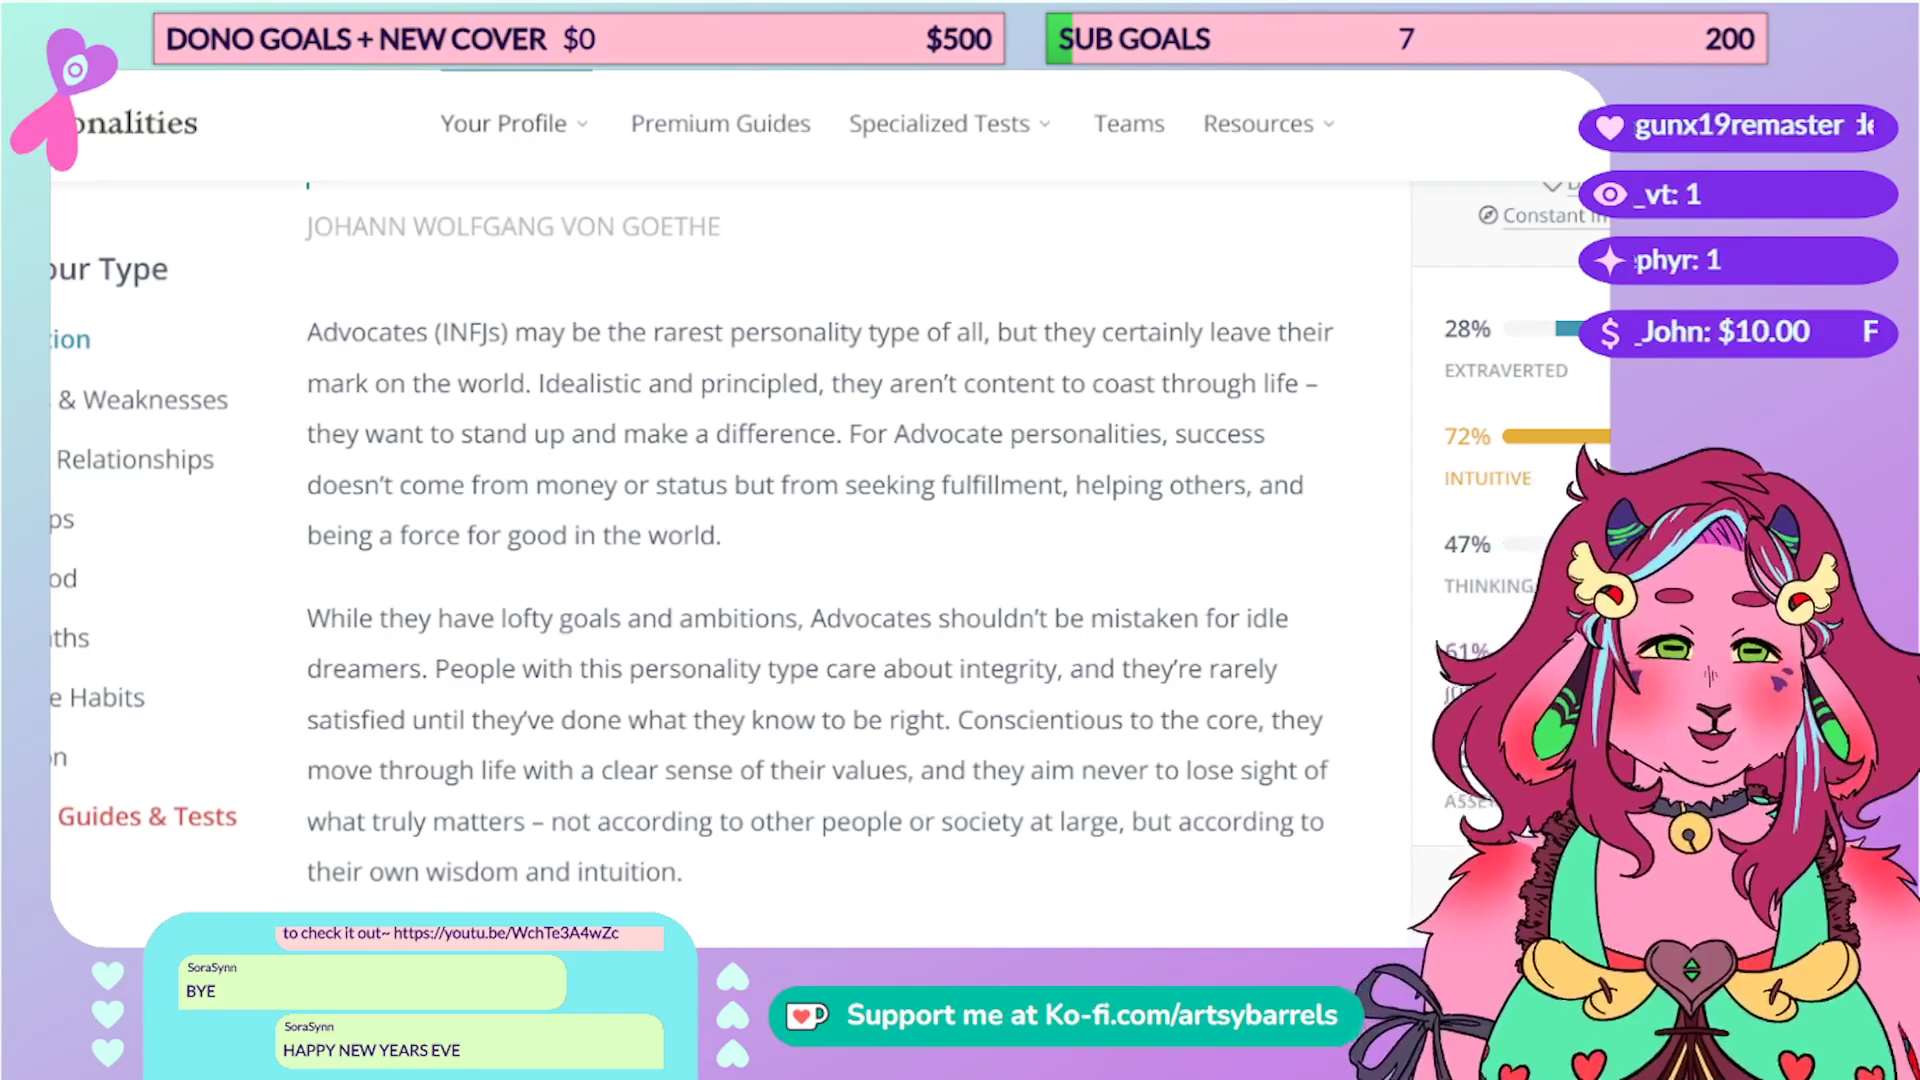 DONO GOALS + NEW COVER $0 $500
SUB GOALS 7 200
onalities
Your Profile
Premium Guides
Specialized Tests
Teams
Resources
gunx19remaster
_vt: 1
phyr: 1
_John: $10.00 F
JOHANN WOLFGANG VON GOETHE
Constant
our Type
tion
& Weaknesses
Relationships
ps
od
ths
e Habits
n
Guides & Tests
Advocates (INFJs) may be the rarest personality type of all, but they certainly leave their
mark on the world. Idealistic and principled, they aren’t content to coast through life –
they want to stand up and make a difference. For Advocate personalities, success
doesn’t come from money or status but from seeking fulfillment, helping others, and
being a force for good in the world.
While they have lofty goals and ambitions, Advocates shouldn’t be mistaken for idle
dreamers. People with this personality type care about integrity, and they’re rarely
satisfied until they’ve done what they know to be right. Conscientious to the core, they
move through life with a clear sense of their values, and they aim never to lose sight of
what truly matters – not according to other people or society at large, but according to
their own wisdom and intuition.
28%
EXTRAVERTED
72%
INTUITIVE
47%
THINKING
61%
ASSE
to check it out~ https://youtu.be/WchTe3A4wZc
SoraSynn
BYE
SoraSynn
HAPPY NEW YEARS EVE
Support me at Ko-fi.com/artsybarrels